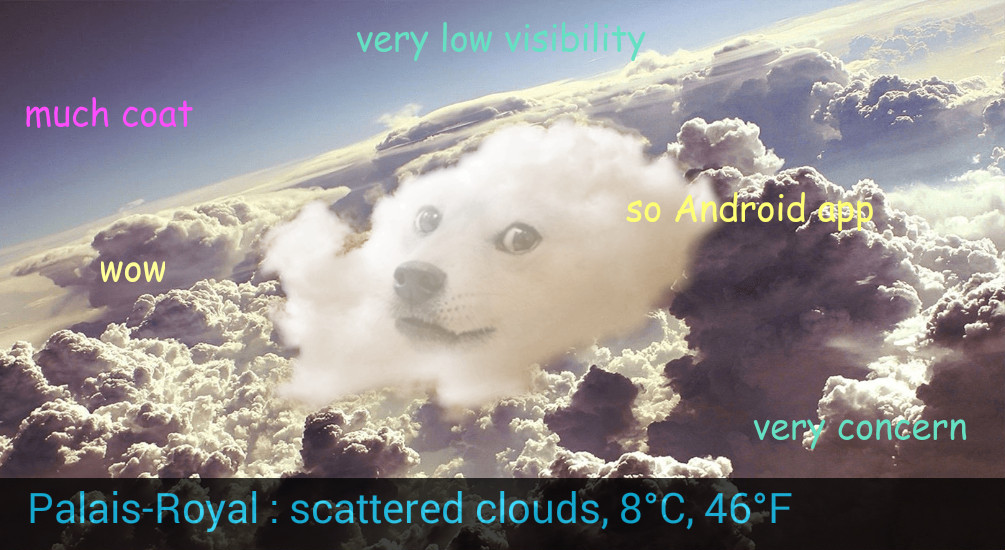 very low visibility
much coat
so Android app
wow
very concern
Palais-Royal : scattered clouds, 8°C, 46°F